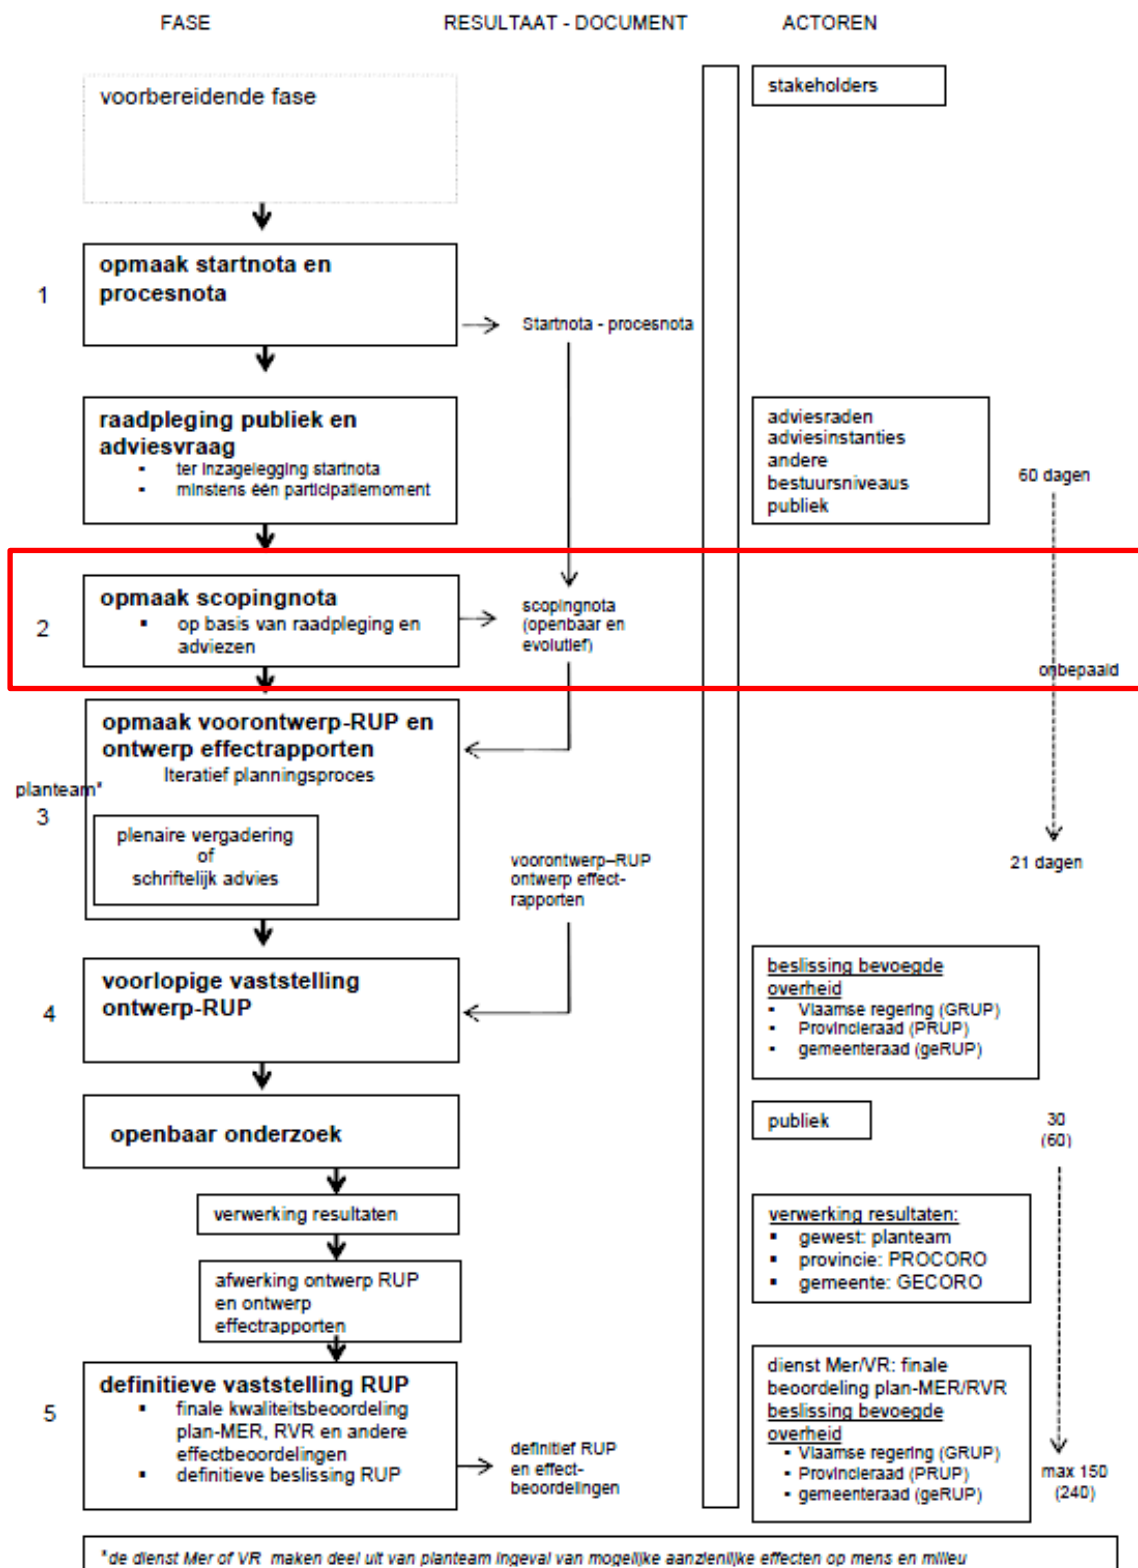 FASE
RESULTAAT - DOCUMENT
ACTOREN
voorbereidende fase
stakeholders
1
opmaak startnota en
procesnota
Startnota - procesnota
raadpleging publiek en
adviesvraag
▪ ter inzagelegging startnota
▪ minstens één participatiemoment
adviesraden
adviesinstanties
andere
bestuursniveaus
publiek
60 dagen
2
opmaak scopingnota
▪ op basis van raadpleging en
adviezen
scopingnota
(openbaar en
evolutief)
onbepaald
planteam*
3
opmaak voorontwerp-RUP en
ontwerp effectrapporten
Iteratief planningsproces
plenaire vergadering
of
schriftelijk advies
voorontwerp–RUP
ontwerp effect-
rapporten
21 dagen
4
voorlopige vaststelling
ontwerp-RUP
beslissing bevoegde
overheid
▪ Vlaamse regering (GRUP)
▪ Provincieraad (PRUP)
▪ gemeenteraad (geRUP)
openbaar onderzoek
publiek
30
(60)
verwerking resultaten
verwerking resultaten:
▪ gewest: planteam
▪ provincie: PROCORO
▪ gemeente: GECORO
afwerking ontwerp RUP
en ontwerp
effectrapporten
5
definitieve vaststelling RUP
▪ finale kwaliteitsbeoordeling
plan-MER, RVR en andere
effectbeoordelingen
▪ definitieve beslissing RUP
definitief RUP
en effect-
beoordelingen
dienst Mer/VR: finale
beoordeling plan-MER/RVR
beslissing bevoegde
overheid
▪ Vlaamse regering (GRUP)
▪ Provincieraad (PRUP)
▪ gemeenteraad (geRUP)
max 150
(240)
*de dienst Mer of VR maken deel uit van planteam ingeval van mogelijke aanzienlijke effecten op mens en milieu